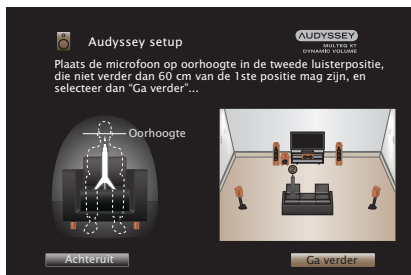 Audyssey setup
AUDYSSEY
MULTEQ XT
DYNAMIC VOLUME
Plaats de microfoon op oorhoogte in de tweede luisterpositie,
die niet verder dan 60 cm van de 1ste positie mag zijn, en
selecteer dan “Ga verder”...
Oorhoogte
Achteruit
Ga verder